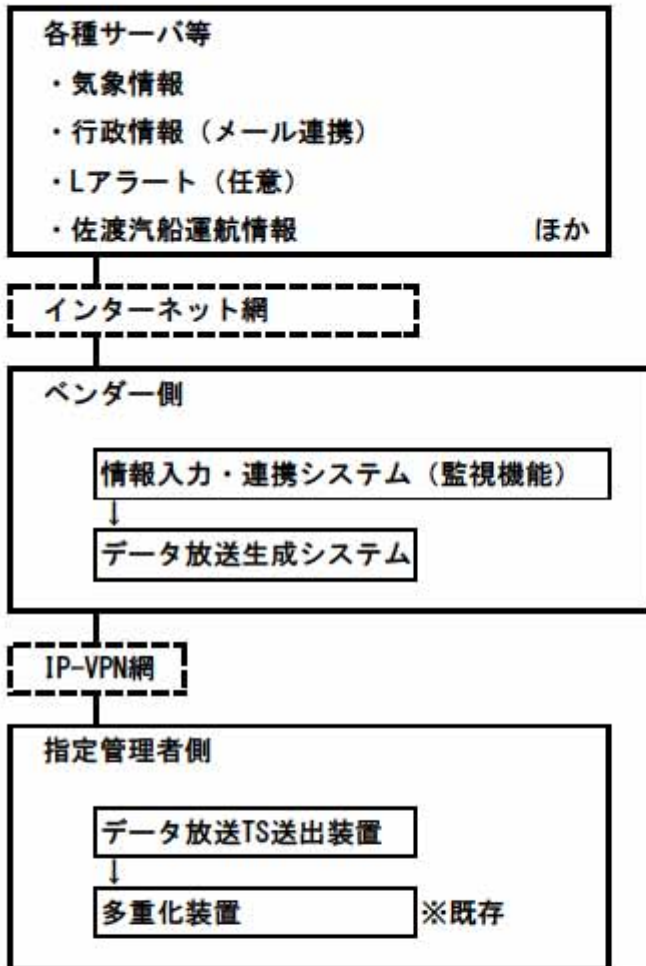 各種サーバ等
・気象情報
・行政情報（メール連携）
・Lアラート（任意）
・佐渡汽船運航情報　ほか
インターネット網
ベンダー側
情報入力・連携システム（監視機能）
↓
データ放送生成システム
IP-VPN網
指定管理者側
データ放送TS送出装置
↓
多重化装置　※既存